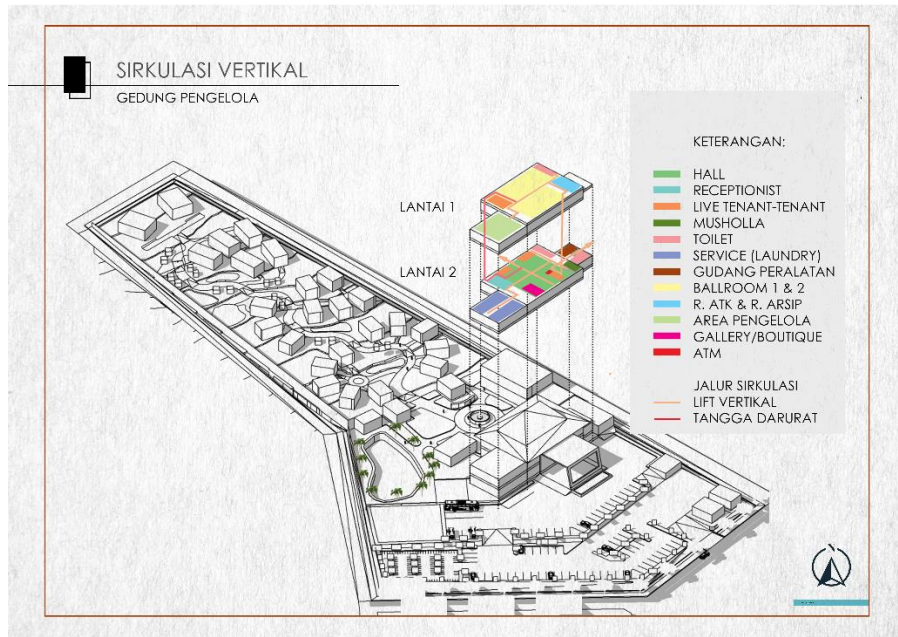 SIRKULASI VERTIKAL
GEDUNG PENGELOLA
LANTAI 1
LANTAI 2
KETERANGAN:
HALL
RECEPTIONIST
LIVE TENANT-TENANT
MUSHOLLA
TOILET
SERVICE (LAUNDRY)
GUDANG PERALATAN
BALLROOM 1 & 2
R. ATK & R. ARSIP
AREA PENGELOLA
GALLERY/BOUTIQUE
ATM
JALUR SIRKULASI
LIFT VERTIKAL
TANGGA DARURAT